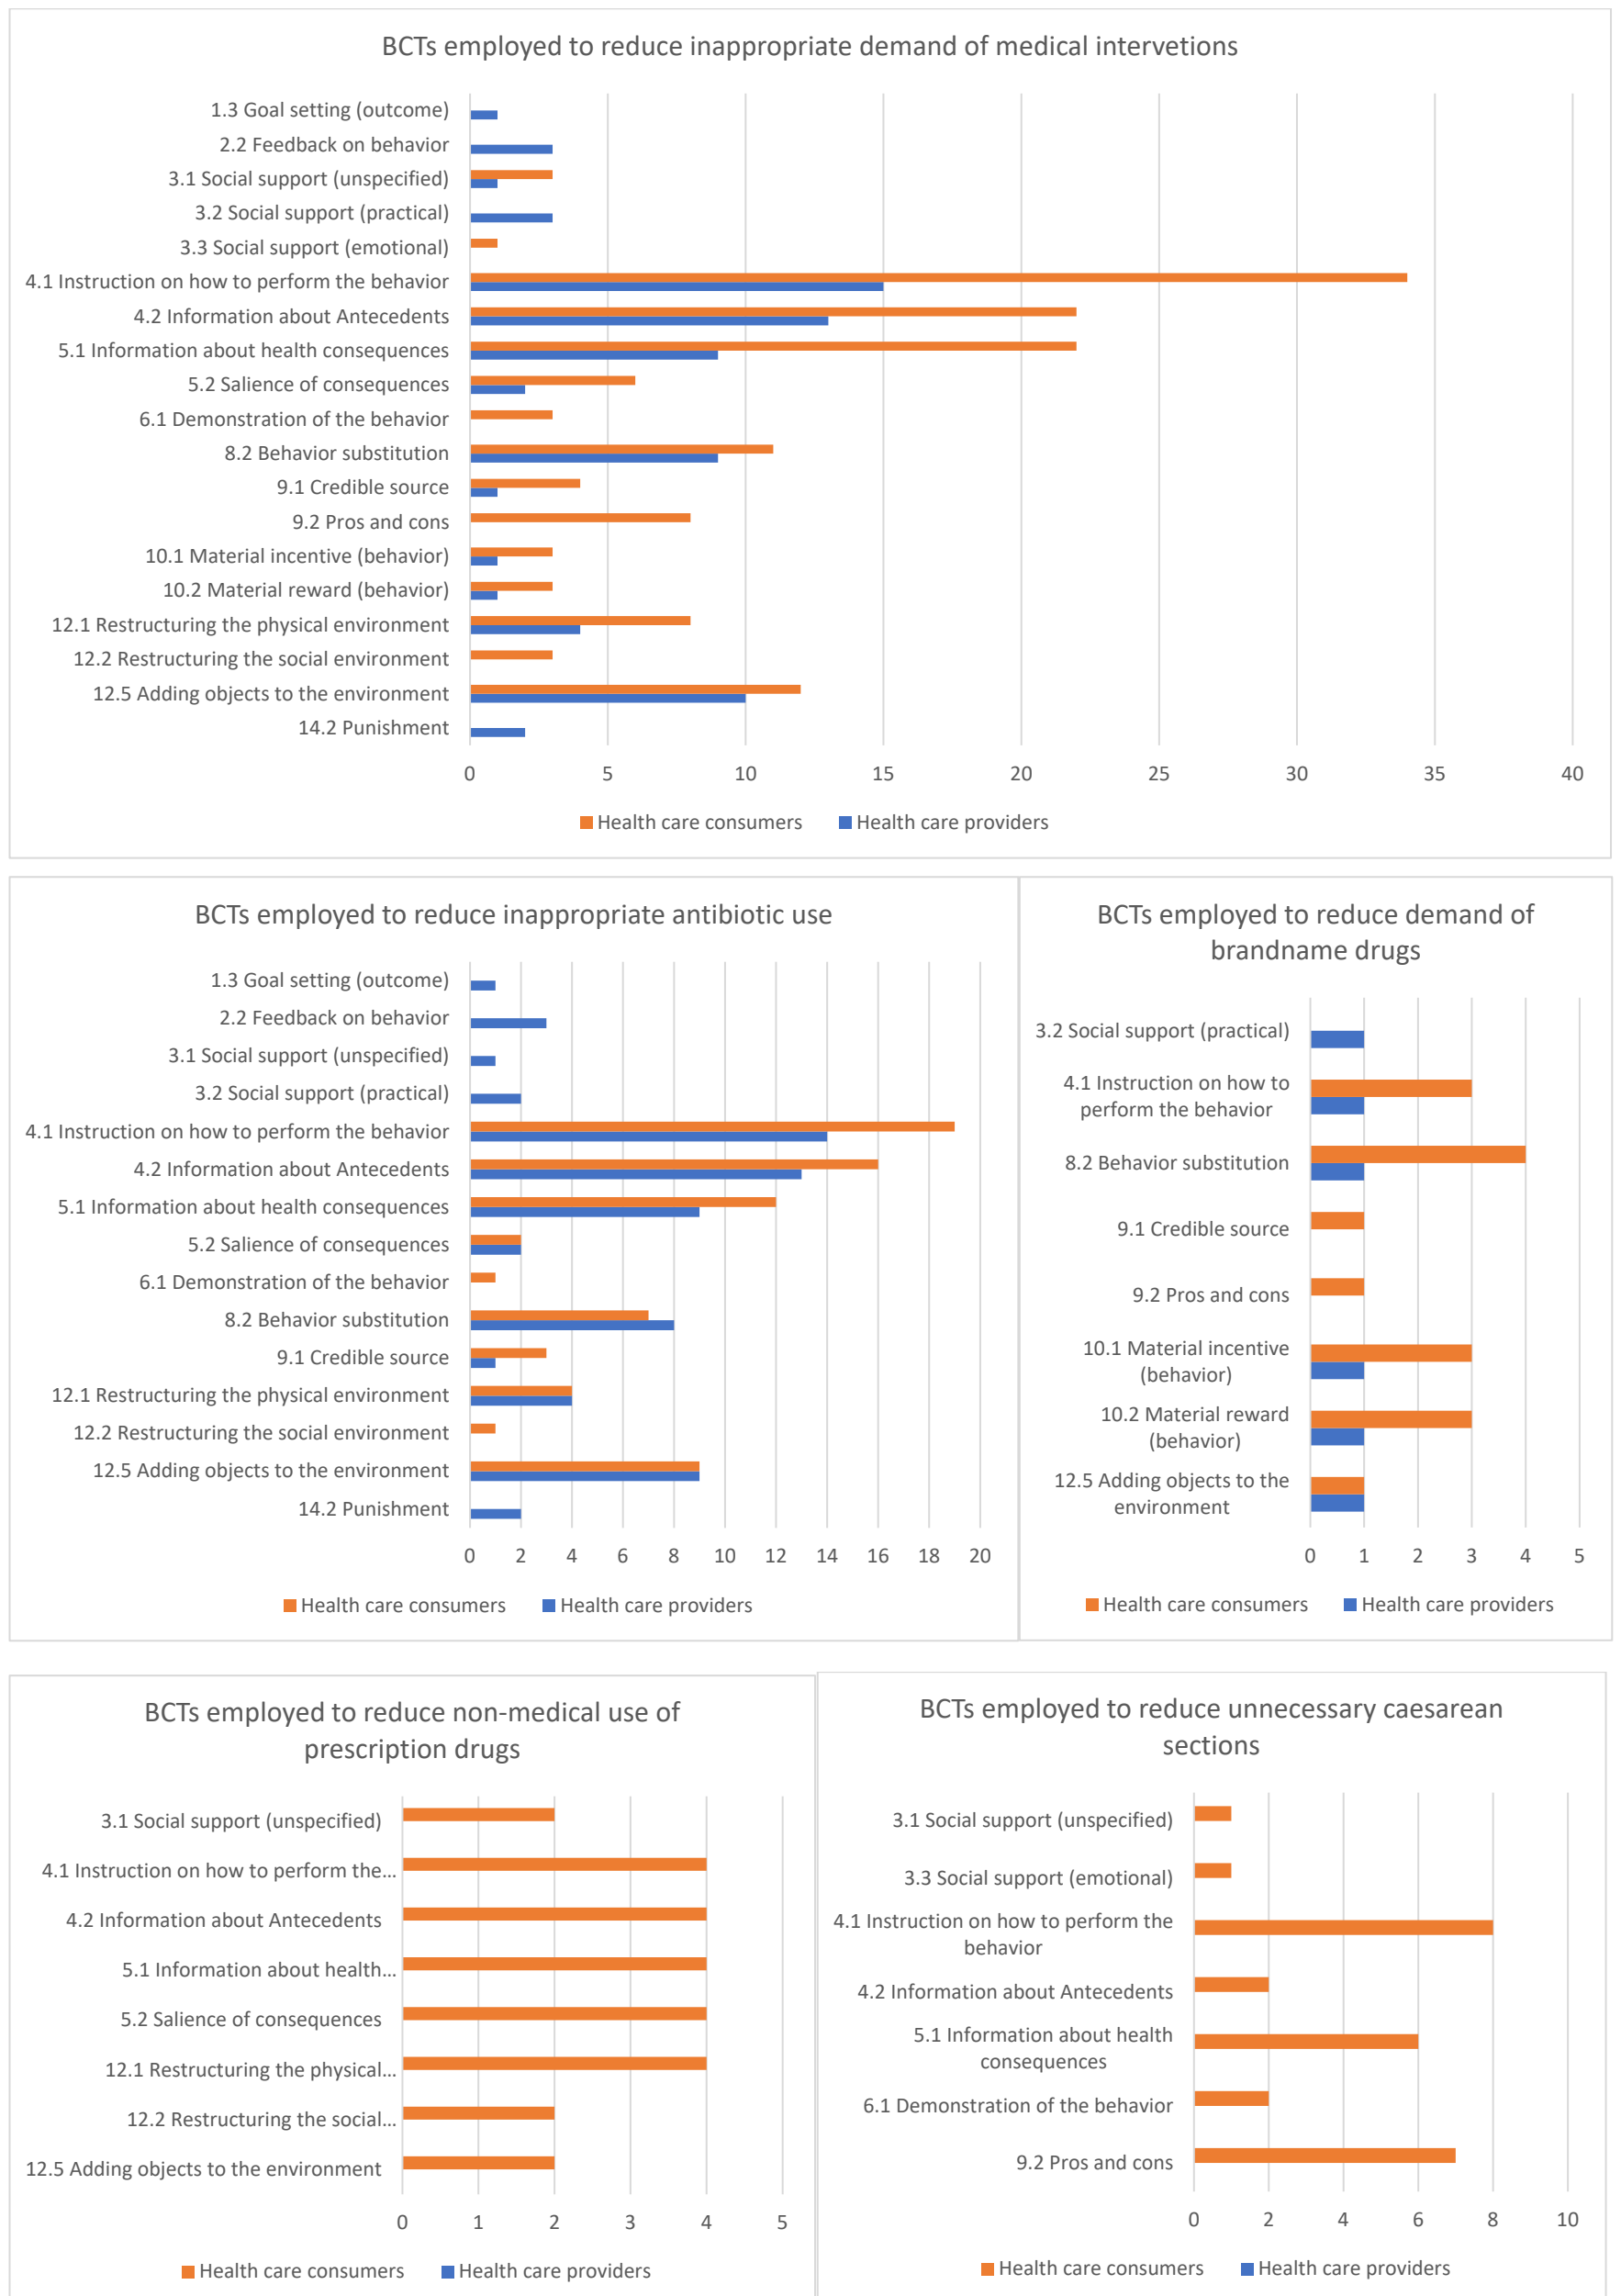 BCTs employed to reduce inappropriate demand of medical intervetions
1.3 Goal setting (outcome)
2.2 Feedback on behavior
3.1 Social support (unspecified)
3.2 Social support (practical)
3.3 Social support (emotional)
4.1 Instruction on how to perform the behavior
4.2 Information about Antecedents
5.1 Information about health consequences
5.2 Salience of consequences
6.1 Demonstration of the behavior
8.2 Behavior substitution
9.1 Credible source
9.2 Pros and cons
10.1 Material incentive (behavior)
10.2 Material reward (behavior)
12.1 Restructuring the physical environment
12.2 Restructuring the social environment
12.5 Adding objects to the environment
14.2 Punishment
0 5 10 15 20 25 30 35 40
Health care consumers Health care providers
BCTs employed to reduce inappropriate antibiotic use
1.3 Goal setting (outcome)
2.2 Feedback on behavior
3.1 Social support (unspecified)
3.2 Social support (practical)
4.1 Instruction on how to perform the behavior
4.2 Information about Antecedents
5.1 Information about health consequences
5.2 Salience of consequences
6.1 Demonstration of the behavior
8.2 Behavior substitution
9.1 Credible source
12.1 Restructuring the physical environment
12.2 Restructuring the social environment
12.5 Adding objects to the environment
14.2 Punishment
0 2 4 6 8 10 12 14 16 18 20
Health care consumers Health care providers
BCTs employed to reduce demand of
brandname drugs
3.2 Social support (practical)
4.1 Instruction on how to
perform the behavior
8.2 Behavior substitution
9.1 Credible source
9.2 Pros and cons
10.1 Material incentive
(behavior)
10.2 Material reward
(behavior)
12.5 Adding objects to the
environment
0 1 2 3 4 5
Health care consumers Health care providers
BCTs employed to reduce non-medical use of
prescription drugs
3.1 Social support (unspecified)
4.1 Instruction on how to perform the...
4.2 Information about Antecedents
5.1 Information about health...
5.2 Salience of consequences
12.1 Restructuring the physical...
12.2 Restructuring the social...
12.5 Adding objects to the environment
0 1 2 3 4 5
Health care consumers Health care providers
BCTs employed to reduce unnecessary caesarean
sections
3.1 Social support (unspecified)
3.3 Social support (emotional)
4.1 Instruction on how to perform the
behavior
4.2 Information about Antecedents
5.1 Information about health
consequences
6.1 Demonstration of the behavior
9.2 Pros and cons
0 2 4 6 8 10
Health care consumers Health care providers